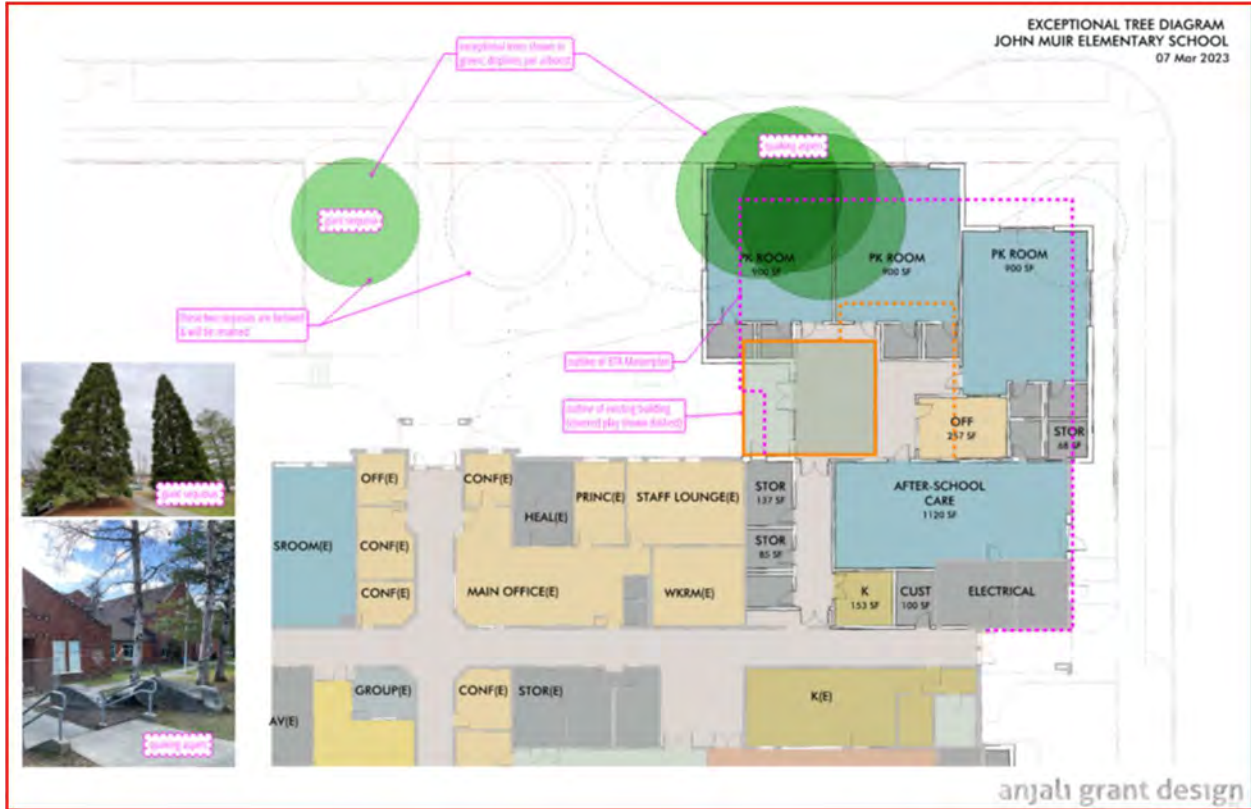 EXCEPTIONAL TREE DIAGRAM
JOHN MUIR ELEMENTARY SCHOOL
07 Mar 2023
exceptional trees shown in
green; driplines per arborist
quaking aspen
giant sequoia
PK ROOM
900 SF
PK ROOM
900 SF
PK ROOM
900 SF
These two sequoias are beloved
& will be retained
outline of BTA Masterplan
outline of existing building
(covered play shown dashed)
OFF
257 SF
STOR
68 SF
giant sequoias
OFF(E)
CONF(E)
HEAL(E)
PRINC(E)
STAFF LOUNGE(E)
STOR
137 SF
AFTER-SCHOOL
CARE
1120 SF
SROOM(E)
CONF(E)
STOR
85 SF
CONF(E)
MAIN OFFICE(E)
WKRM(E)
K
153 SF
CUST
100 SF
ELECTRICAL
GROUP(E)
CONF(E)
STOR(E)
K(E)
AV(E)
quaking aspen
anjali grant design